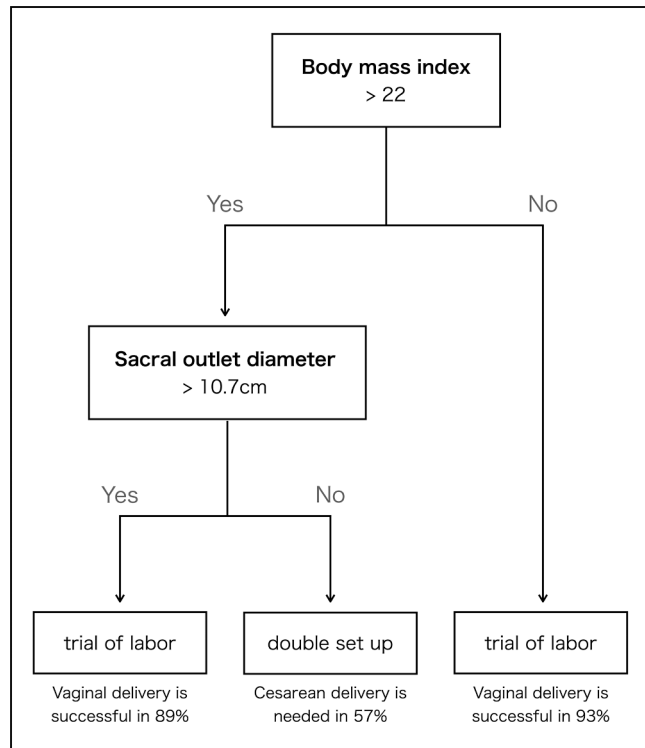 Body mass index
> 22
Yes
No
Sacral outlet diameter
> 10.7cm
Yes
No
trial of labor
double set up
trial of labor
Vaginal delivery is
successful in 89%
Cesarean delivery is
needed in 57%
Vaginal delivery is
successful in 93%